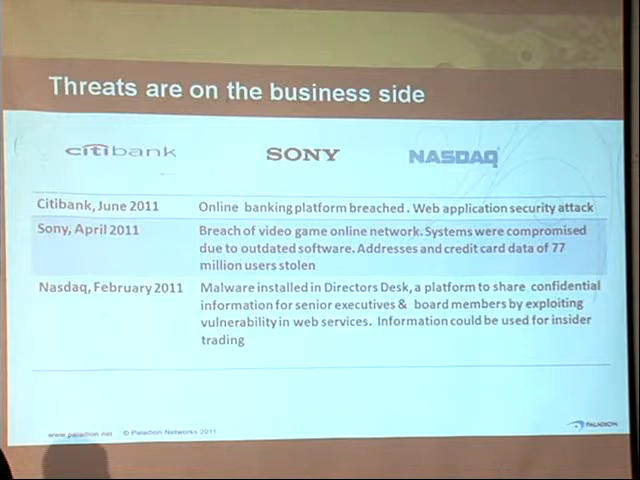 Threats are on the business side
citibank SONY NASDAQ
Citibank, June 2011 Online banking platform breached . Web application security attack
Sony, April 2011 Breach of video game online network. Systems were compromised
due to outdated software. Addresses and credit card data of 77
million users stolen
Nasdaq, February 2011 Malware installed in Directors Desk, a platform to share confidential
information for senior executives & board members by exploiting
vulnerability in web services. Information could be used for insider
trading
www.paladion.net © Paladion Networks 2011 PALADION